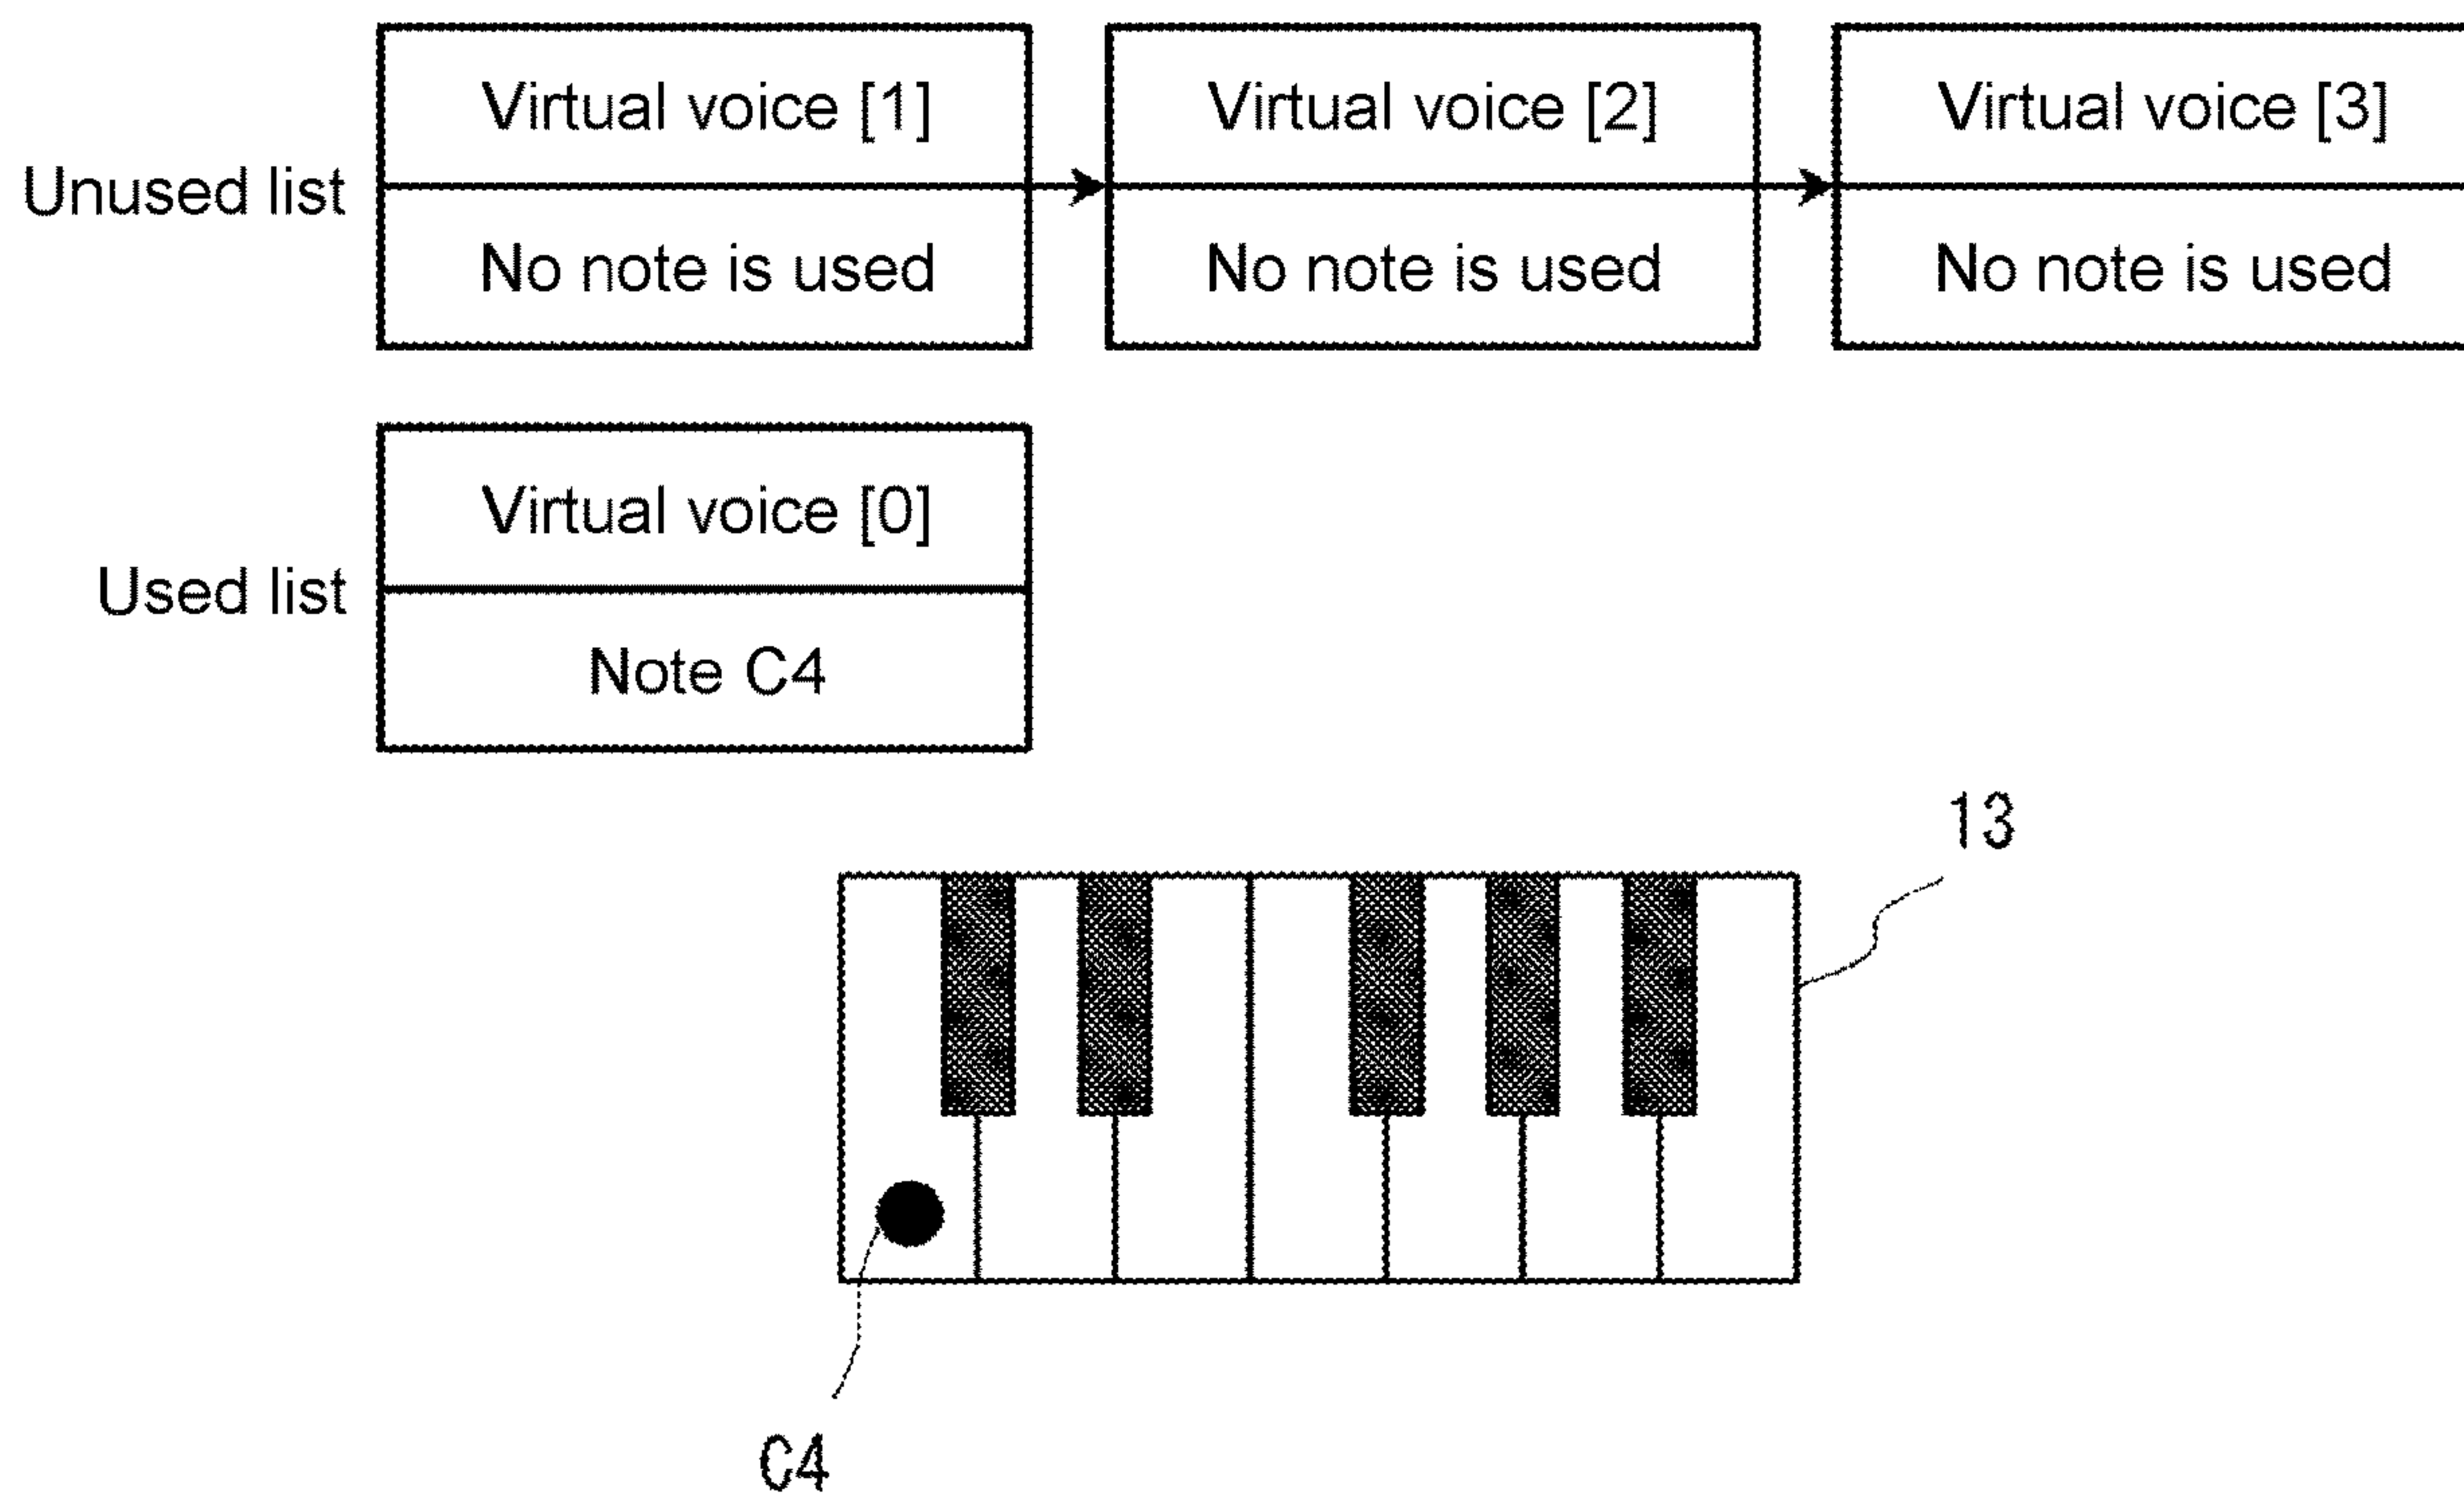 Virtual voice [1]
Virtual voice [2]
Virtual voice [3]
Unused list
No note is used
No note is used
No note is used
Virtual voice [0]
Used list
Note C4
13
C4